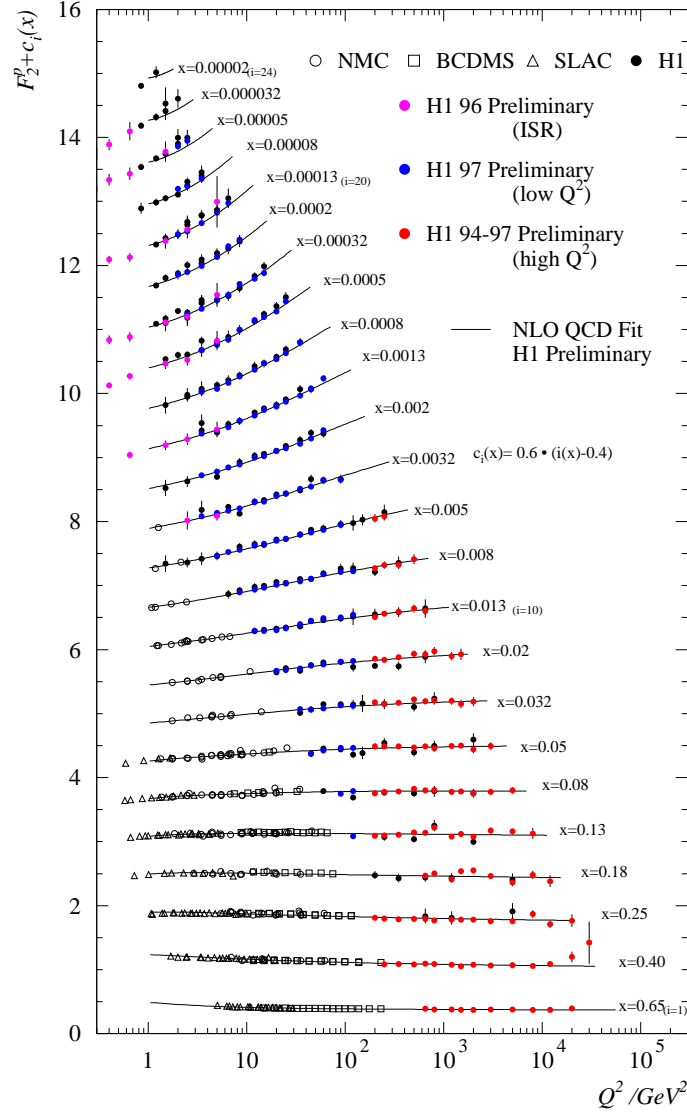 F₂ᵖ+cᵢ(x)
16
14
12
10
8
6
4
2
0
NMC BCDMS SLAC H1
H1 96 Preliminary
(ISR)
H1 97 Preliminary
(low Q²)
H1 94-97 Preliminary
(high Q²)
NLO QCD Fit
H1 Preliminary
cᵢ(x)= 0.6 • (i(x)-0.4)
x=0.00002 (i=24)
x=0.000032
x=0.00005
x=0.00008
x=0.00013 (i=20)
x=0.0002
x=0.00032
x=0.0005
x=0.0008
x=0.0013
x=0.002
x=0.0032
x=0.005
x=0.008
x=0.013 (i=10)
x=0.02
x=0.032
x=0.05
x=0.08
x=0.13
x=0.18
x=0.25
x=0.40
x=0.65 (i=1)
1 10 10² 10³ 10⁴ 10⁵
Q² /GeV²